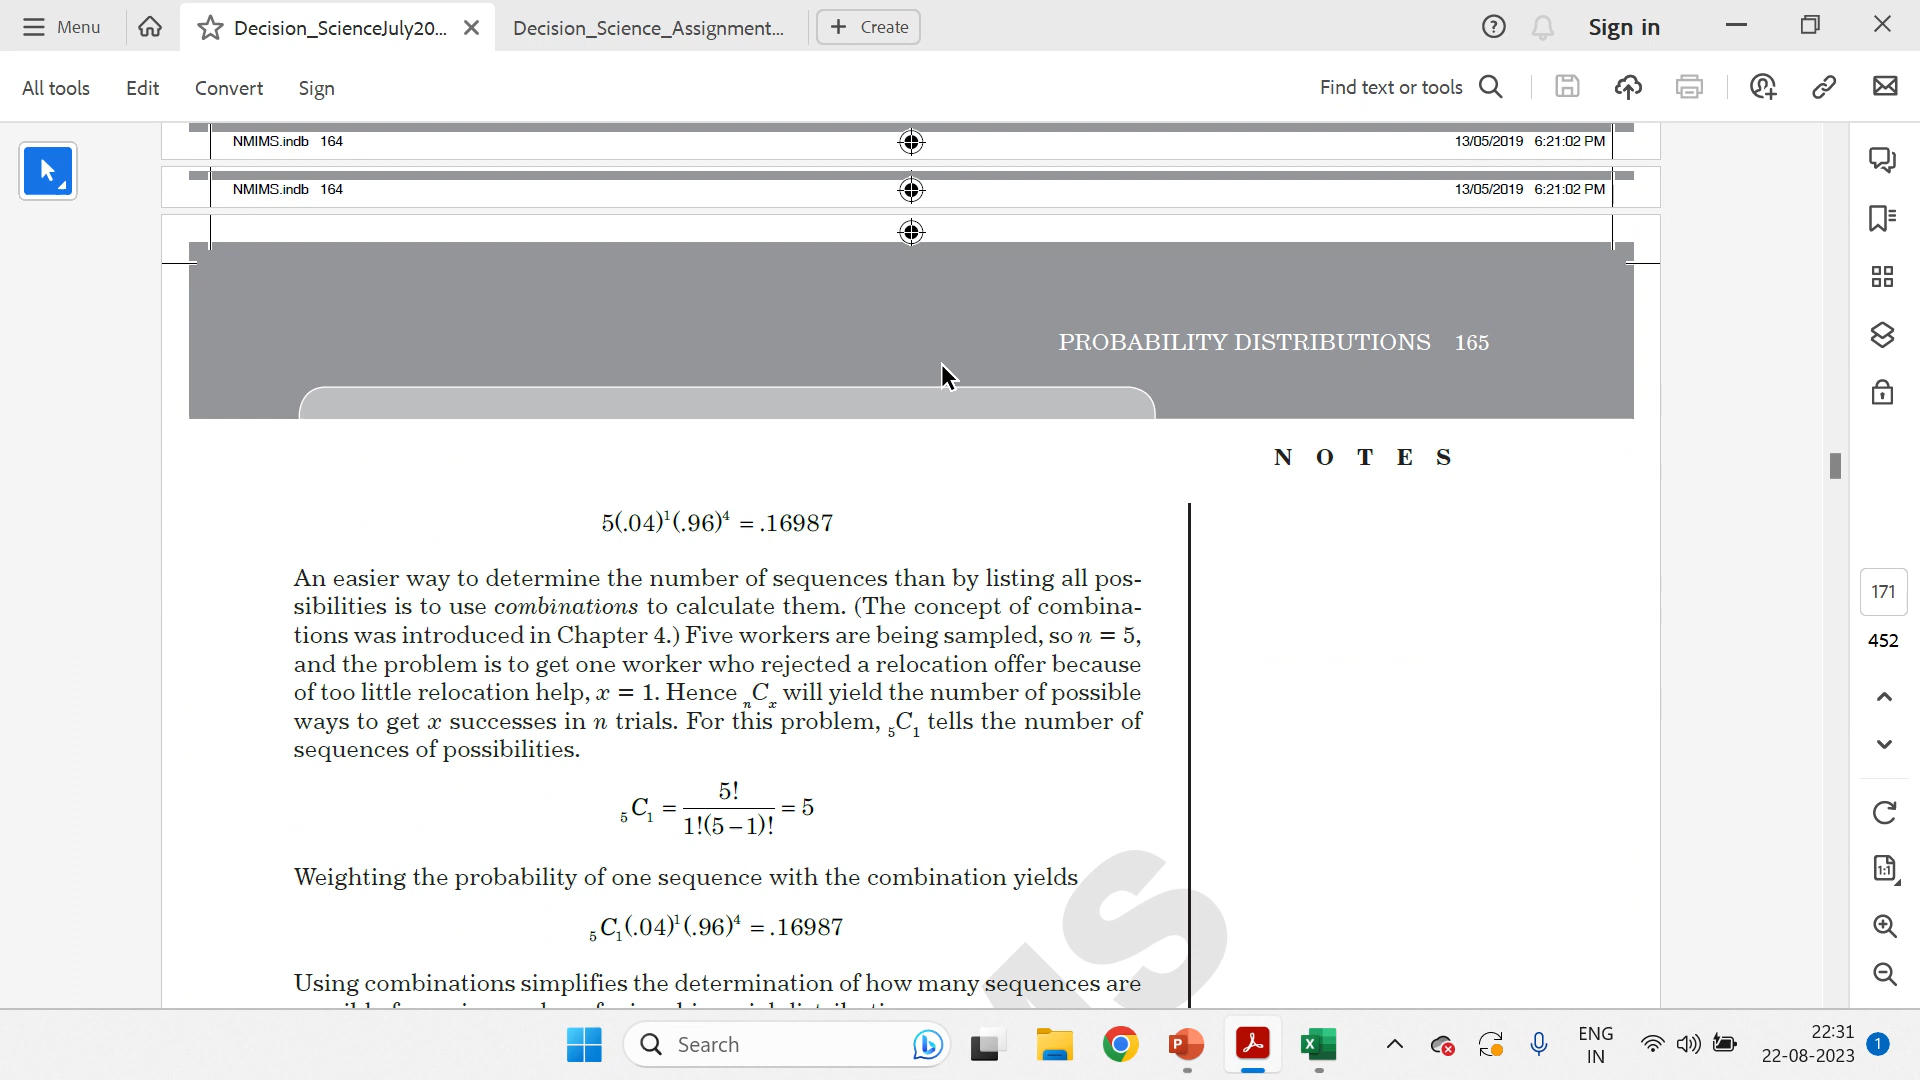 Menu
Decision_ScienceJuly20...
Decision_Science_Assignment...
Create
Sign in
All tools
Edit
Convert
Sign
Find text or tools
NMIMS.indb 164
13/05/2019 6:21:02 PM
NMIMS.indb 164
13/05/2019 6:21:02 PM
PROBABILITY DISTRIBUTIONS 165
N O T E S
5(.04)¹(.96)⁴ = .16987
An easier way to determine the number of sequences than by listing all pos-
sibilities is to use combinations to calculate them. (The concept of combina-
tions was introduced in Chapter 4.) Five workers are being sampled, so n = 5,
and the problem is to get one worker who rejected a relocation offer because
of too little relocation help, x = 1. Hence ₙCₓ will yield the number of possible
ways to get x successes in n trials. For this problem, ₅C₁ tells the number of
sequences of possibilities.
₅C₁ = 5! / 1!(5 – 1)! = 5
Weighting the probability of one sequence with the combination yields
₅C₁(.04)¹(.96)⁴ = .16987
Using combinations simplifies the determination of how many sequences are
171
452
1:1
Search
ENG
IN
22:31
22-08-2023
1